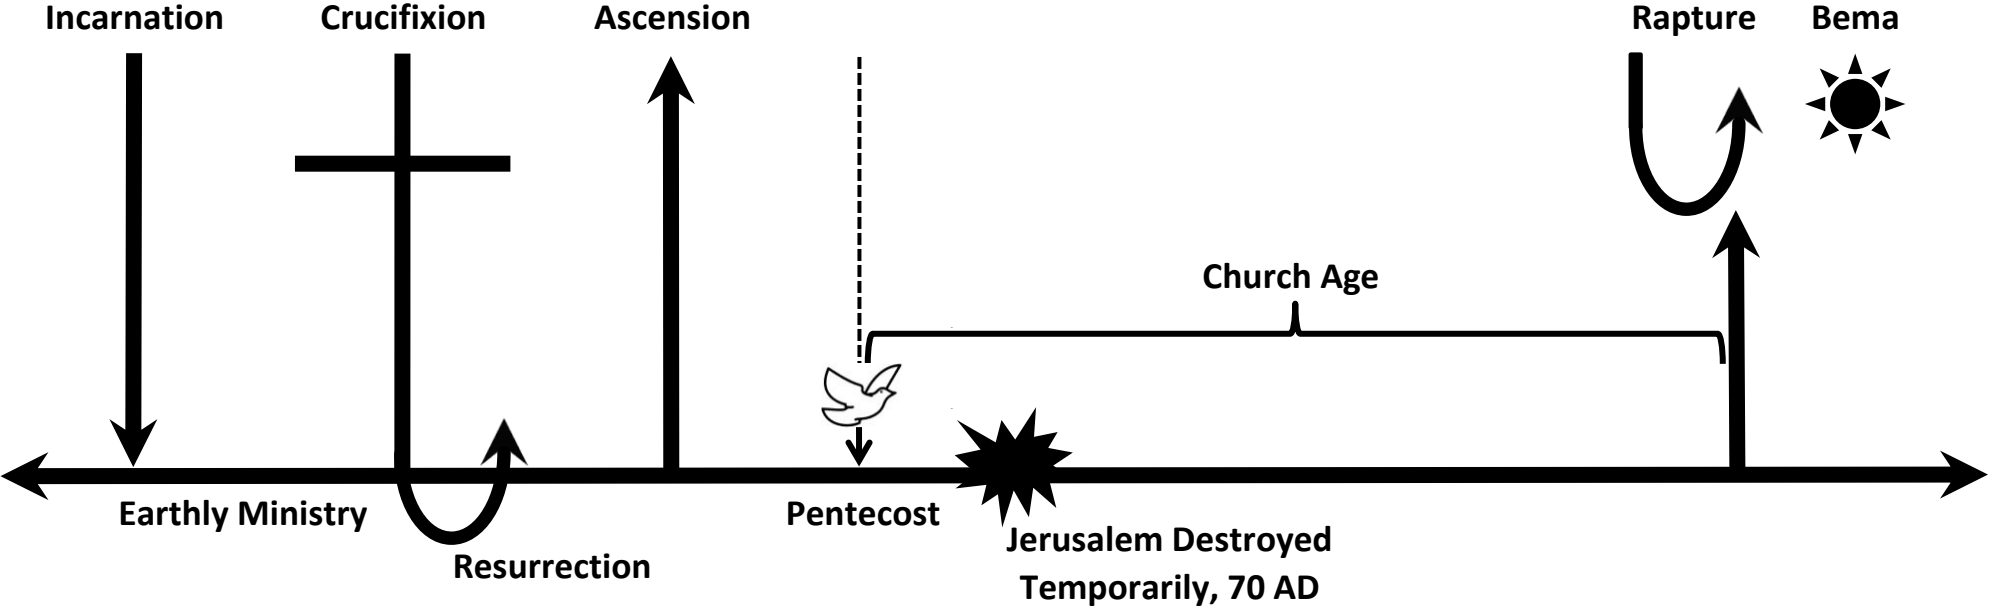 Incarnation
Crucifixion
Ascension
Rapture
Bema
Church Age
Earthly Ministry
Pentecost
Resurrection
Jerusalem Destroyed
Temporarily, 70 AD